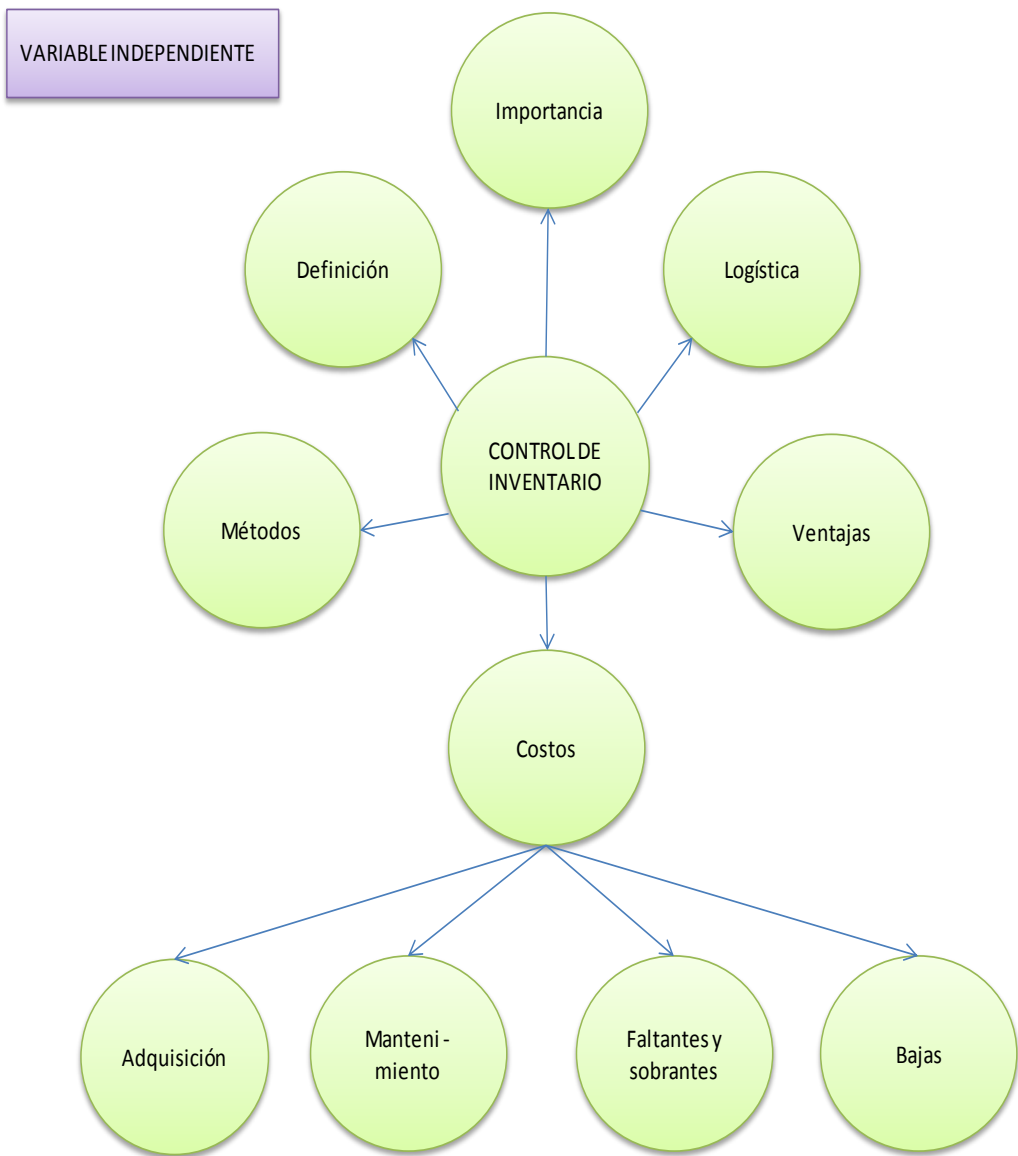 VARIABLE INDEPENDIENTE
Importancia
Definición
Logística
CONTROL DE
INVENTARIO
Métodos
Ventajas
Costos
Adquisición
Manteni -
miento
Faltantes y
sobrantes
Bajas